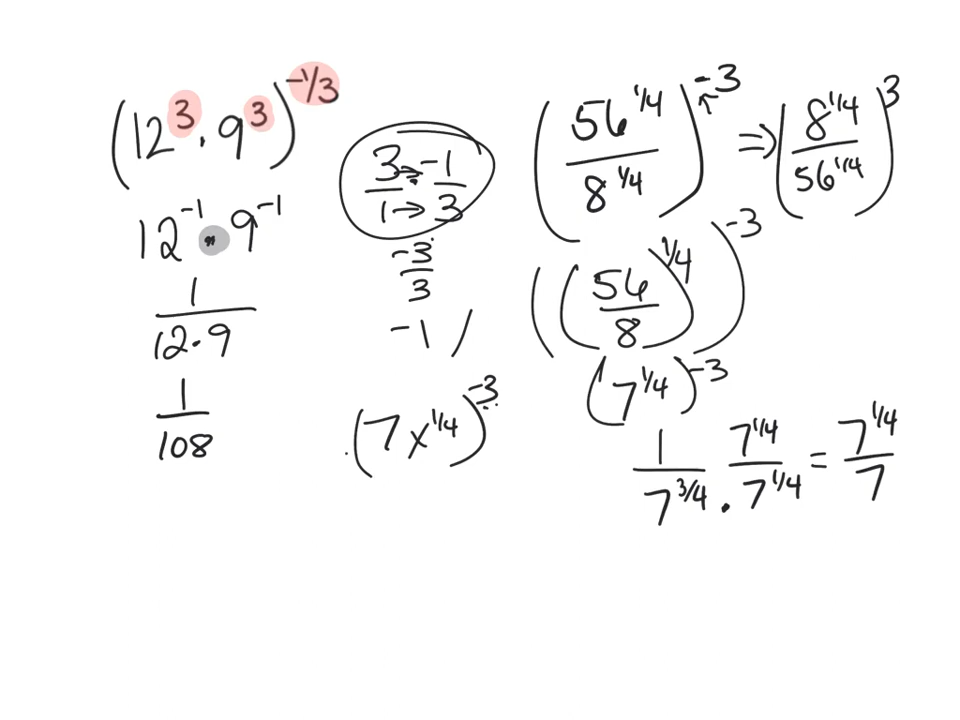 (12^3 · 9^3)^-1/3
12^-1 · 9^-1
1/(12·9)
1/108
3/1 · -1/3
-3/3
-1
(7x^1/4)^-3
(56^1/4 / 8^1/4)^-3 ⇒ (8^1/4 / 56^1/4)^3
((56/8)^1/4)^-3
(7^1/4)^-3
1/7^3/4 · 7^1/4 / 7^1/4 = 7^1/4 / 7